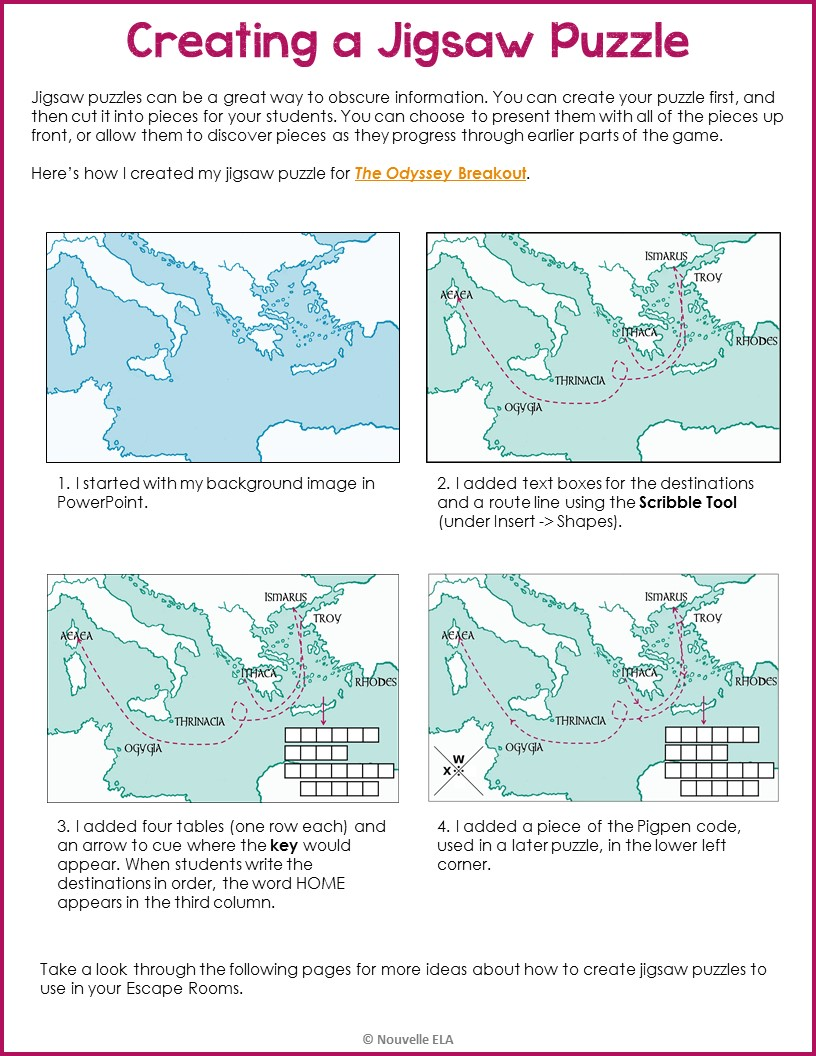 Creating a Jigsaw Puzzle
Jigsaw puzzles can be a great way to obscure information. You can create your puzzle first, and
then cut it into pieces for your students. You can choose to present them with all of the pieces up
front, or allow them to discover pieces as they progress through earlier parts of the game.
Here's how I created my jigsaw puzzle for The Odyssey Breakout.
ISMARUS
TROY
AEAEA
ITHACA
RHODES
THRINACIA
OGYGIA
1. I started with my background image in
PowerPoint.
2. I added text boxes for the destinations
and a route line using the Scribble Tool
(under Insert -> Shapes).
ISMARUS
TROY
AEAEA
ITHACA
RHODES
THRINACIA
OGYGIA
ISMARUS
TROY
AEAEA
ITHACA
RHODES
THRINACIA
OGYGIA
W
X
3. I added four tables (one row each) and
an arrow to cue where the key would
appear. When students write the
destinations in order, the word HOME
appears in the third column.
4. I added a piece of the Pigpen code,
used in a later puzzle, in the lower left
corner.
Take a look through the following pages for more ideas about how to create jigsaw puzzles to
use in your Escape Rooms.
© Nouvelle ELA